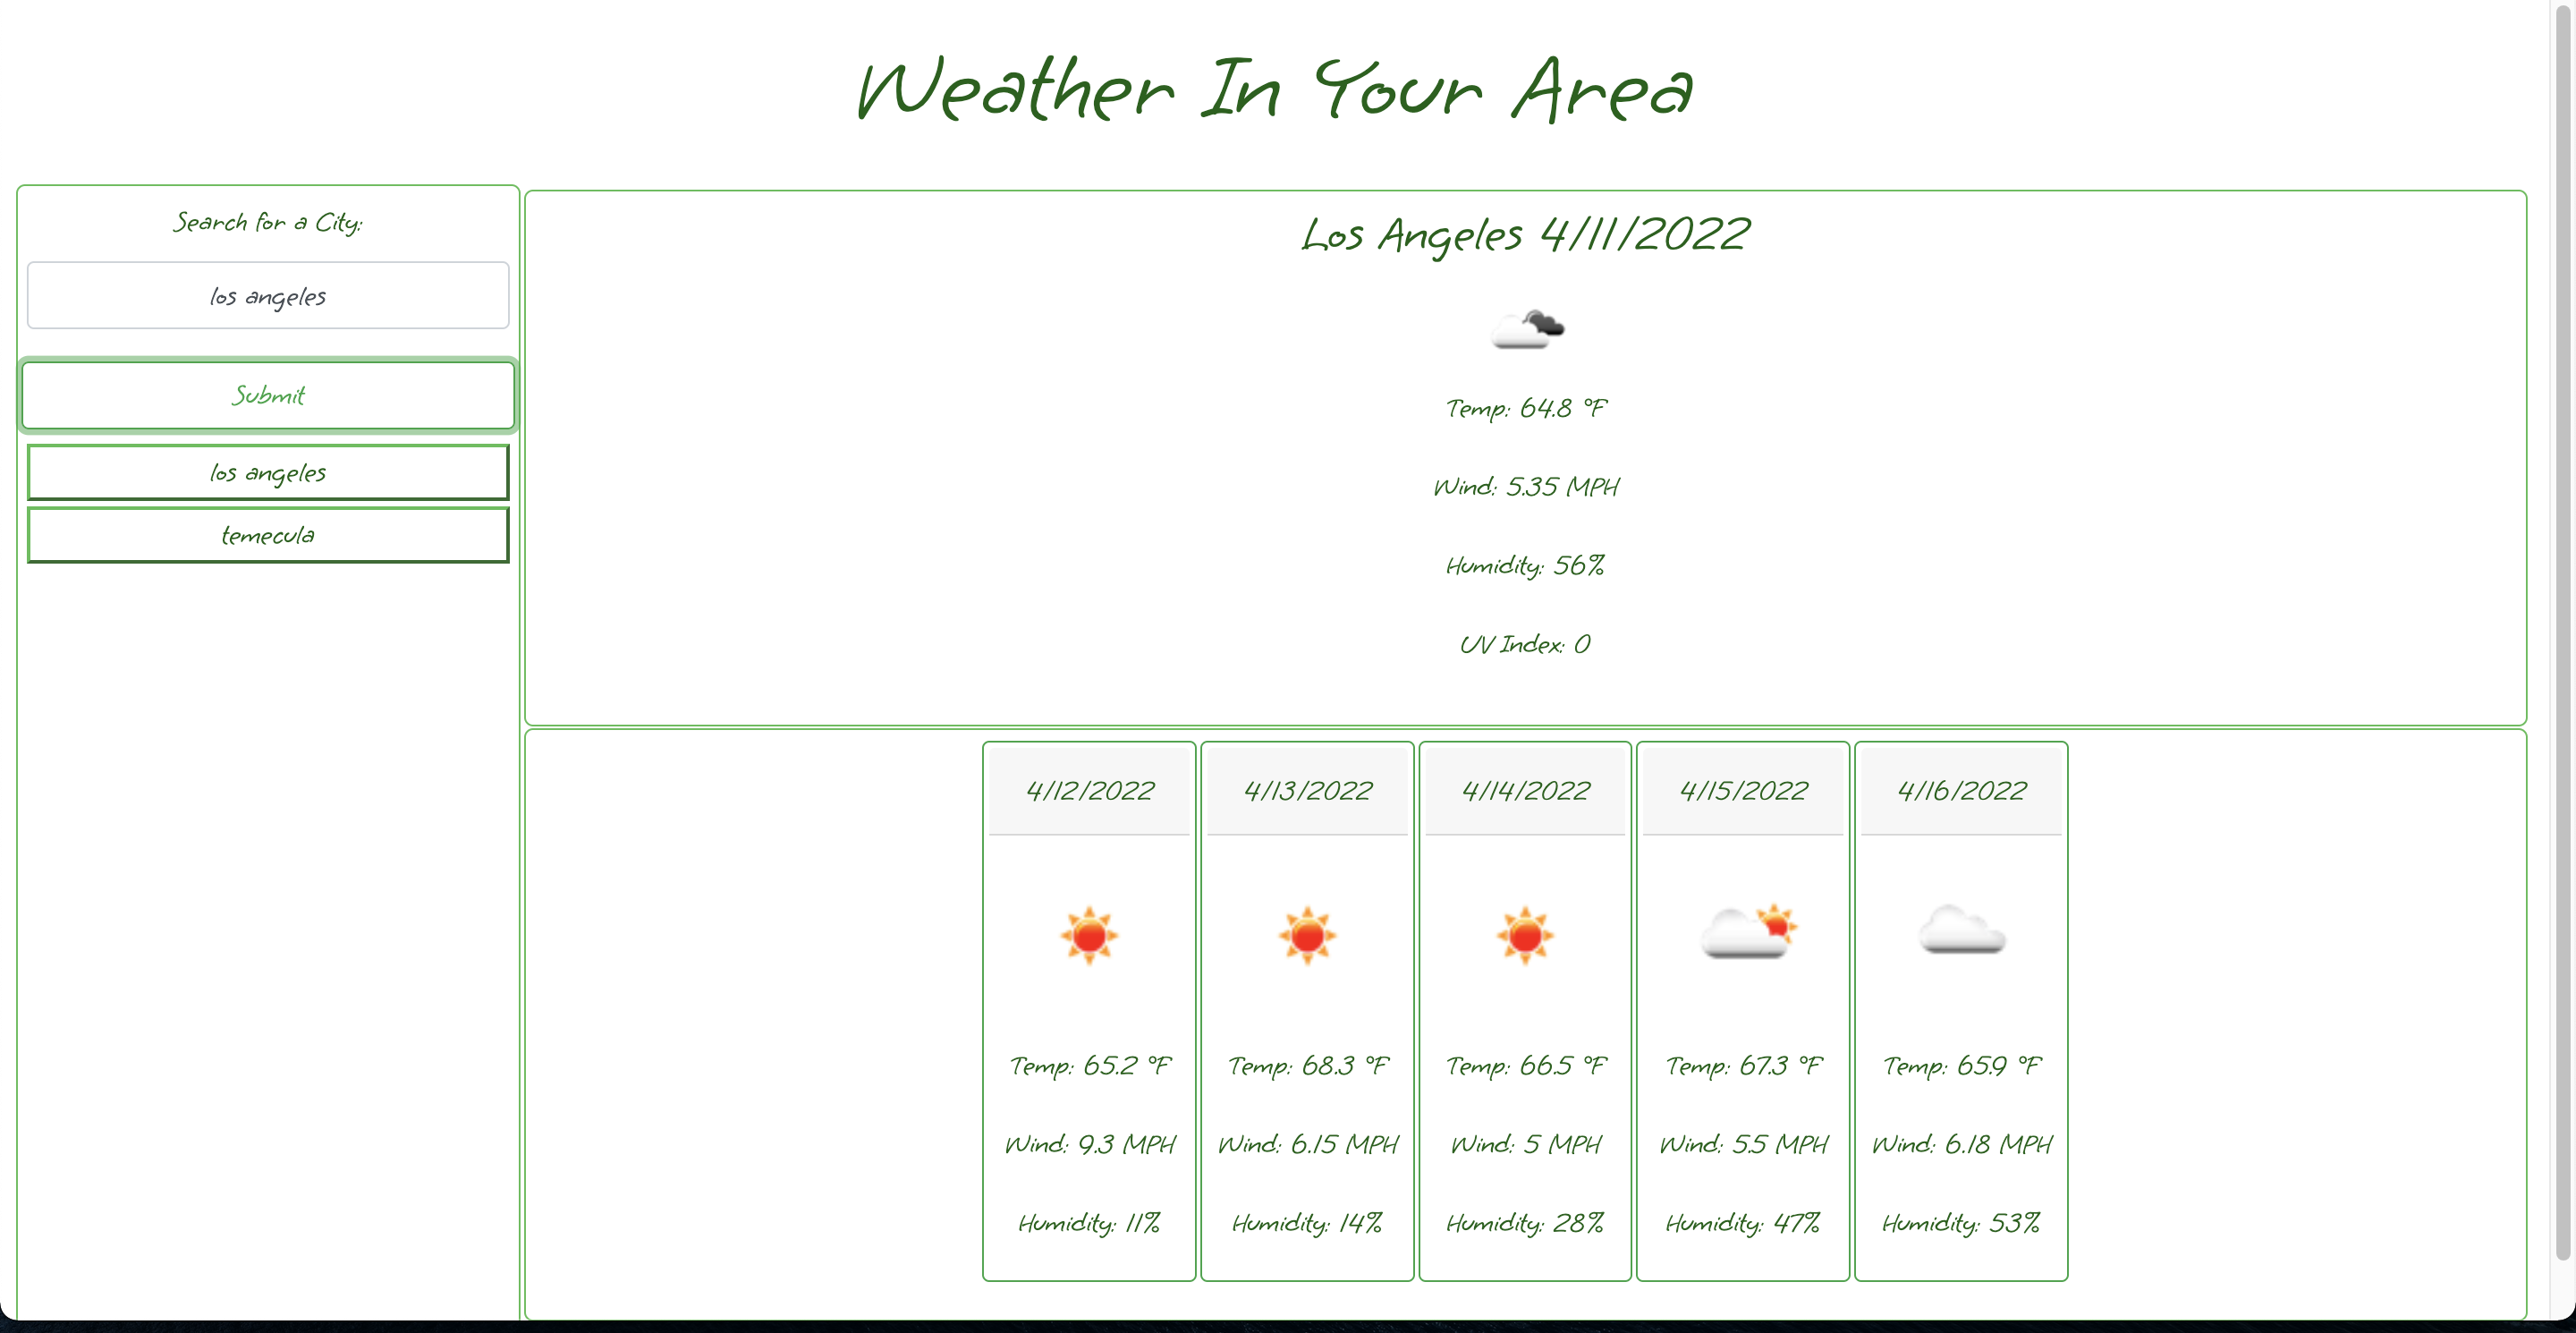 Weather In Your Area
Search for a City:
los angeles
Submit
los angeles
temecula
Los Angeles 4/11/2022
Temp: 64.8 °F
Wind: 5.35 MPH
Humidity: 56%
UV Index: 0
4/12/2022
Temp: 65.2 °F
Wind: 9.3 MPH
Humidity: 11%
4/13/2022
Temp: 68.3 °F
Wind: 6.15 MPH
Humidity: 14%
4/14/2022
Temp: 66.5 °F
Wind: 5 MPH
Humidity: 28%
4/15/2022
Temp: 67.3 °F
Wind: 5.5 MPH
Humidity: 47%
4/16/2022
Temp: 65.9 °F
Wind: 6.18 MPH
Humidity: 53%